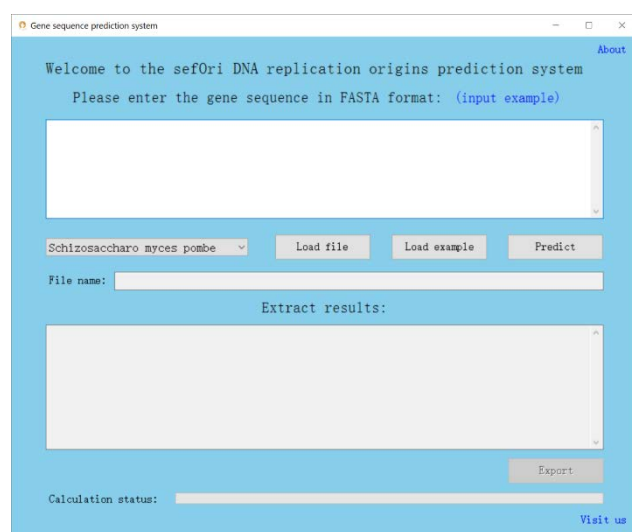 Gene sequence prediction system
About
Welcome to the sefOri DNA replication origins prediction system
Please enter the gene sequence in FASTA format: (input example)
Schizosaccharo myces pombe Load file Load example Predict
File name:
Extract results:
Export
Calculation status:
Visit us